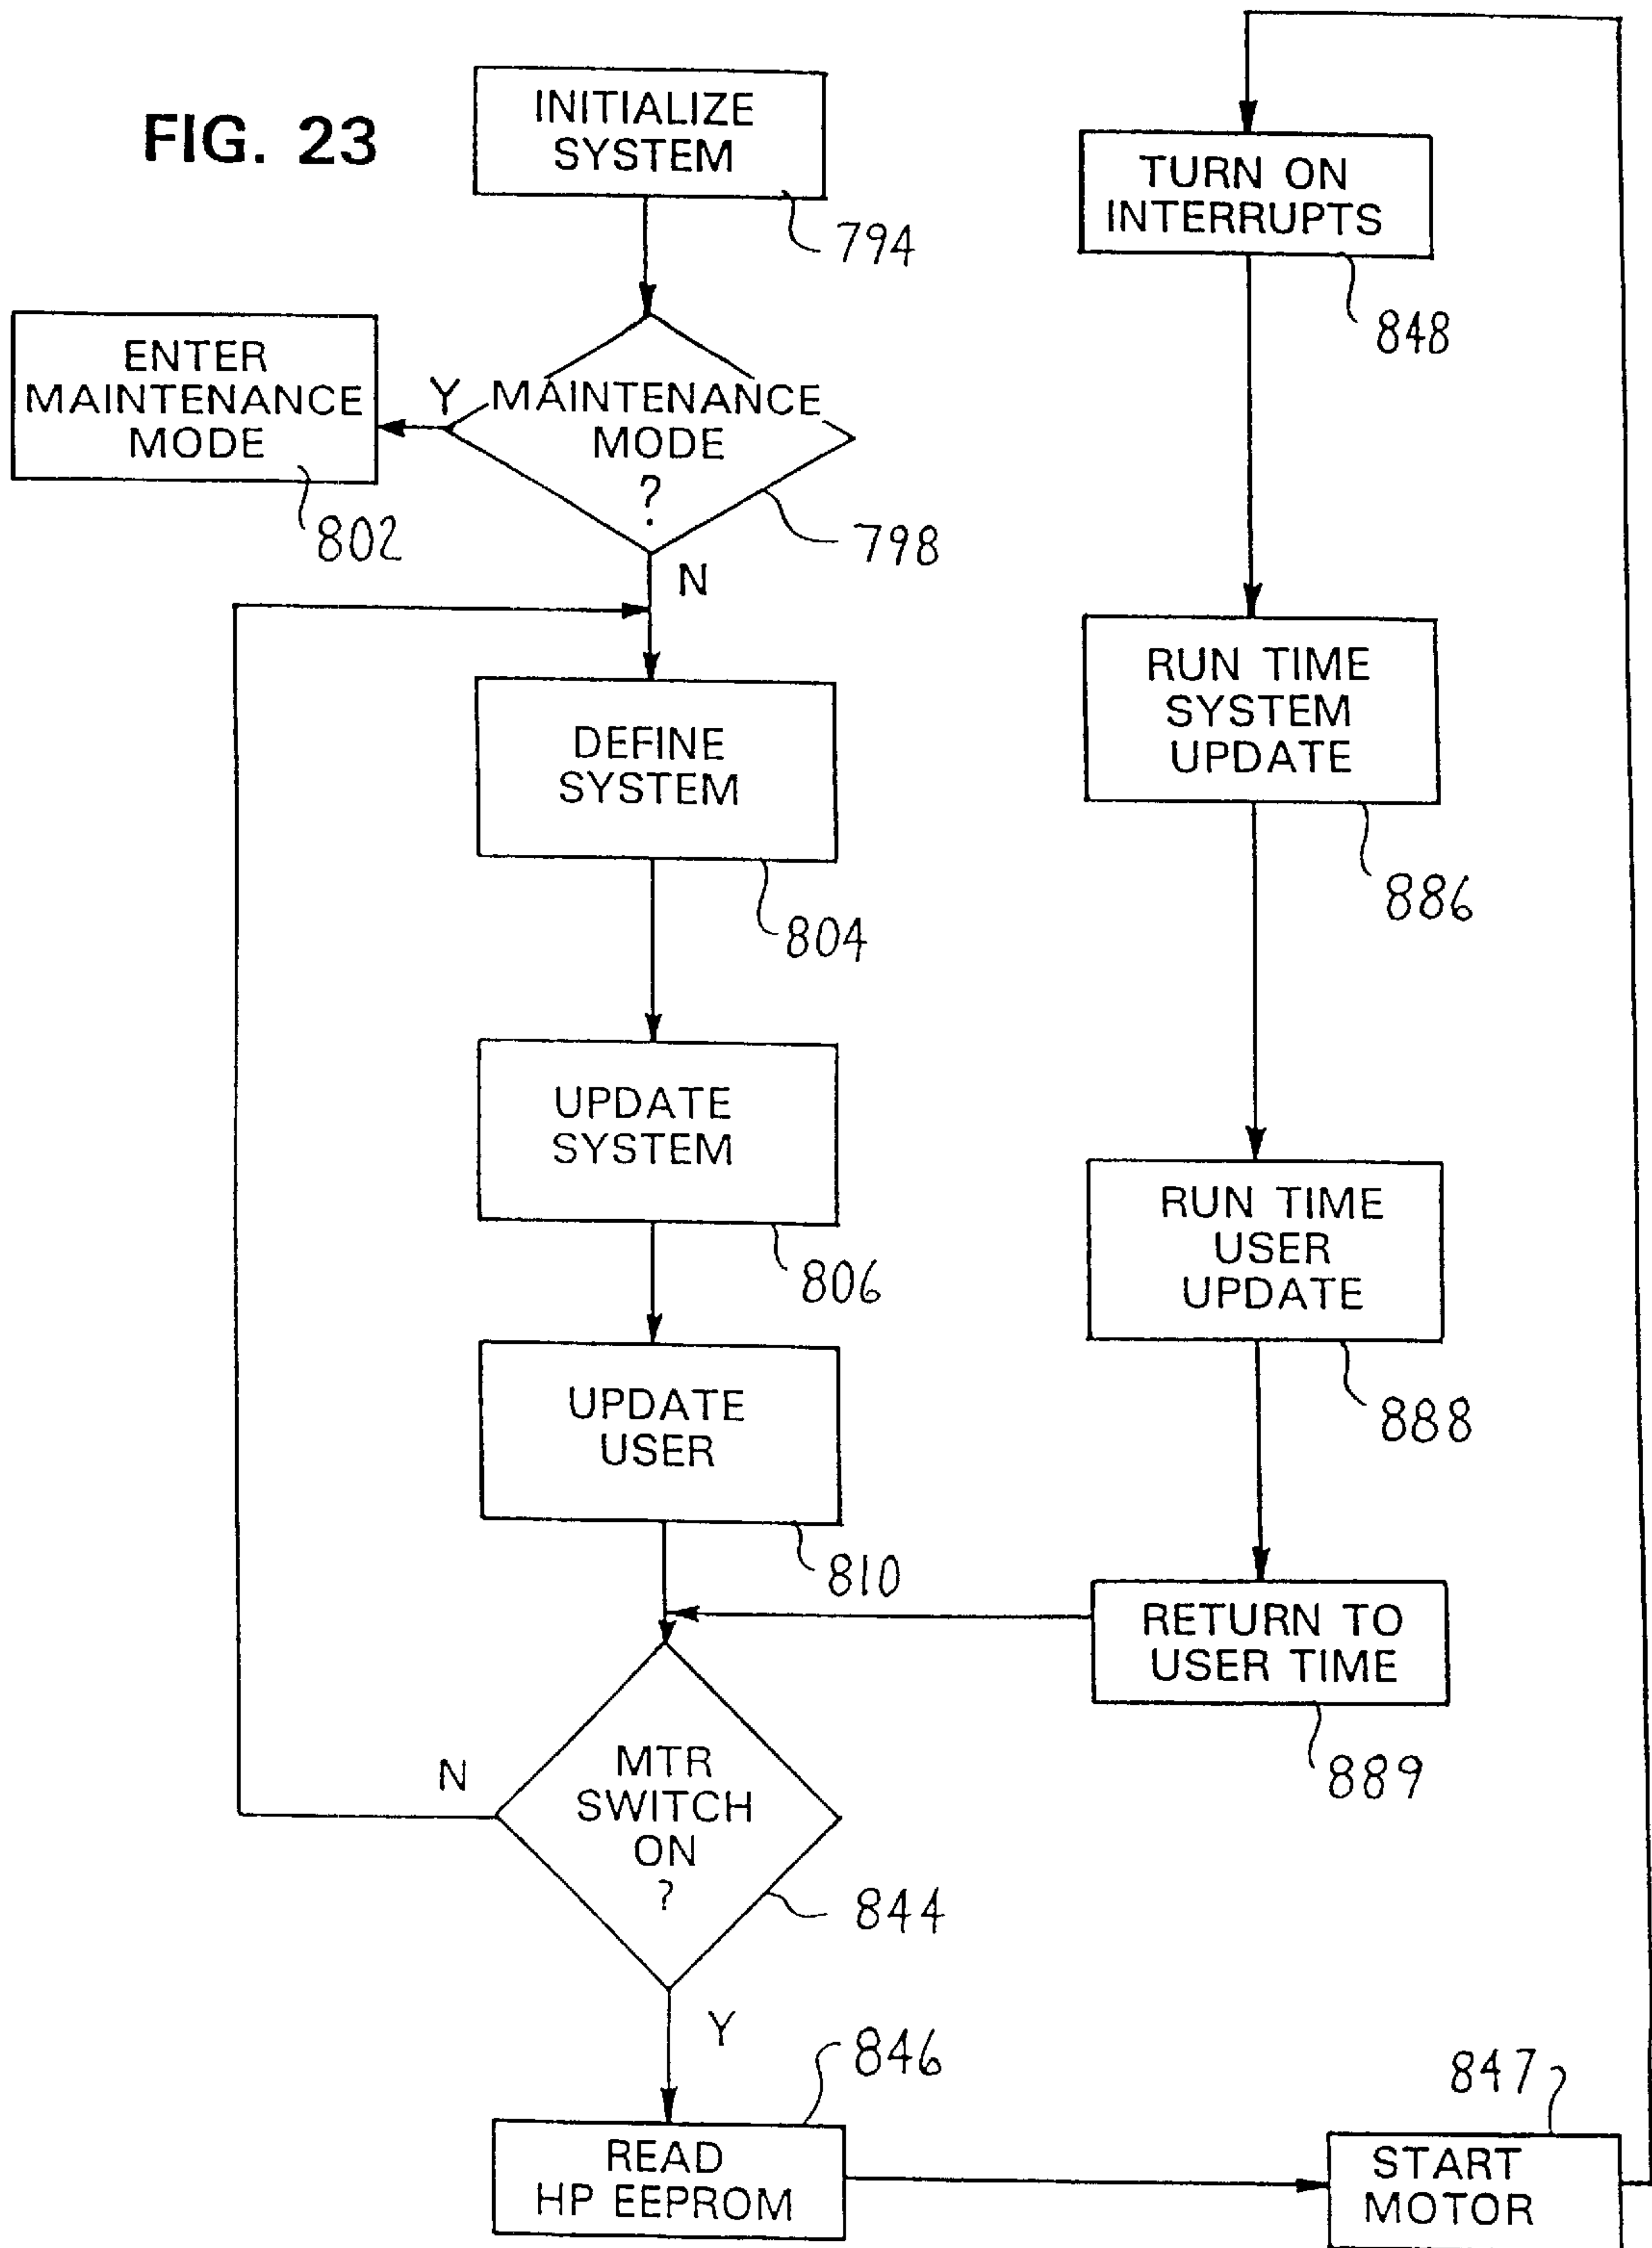 FIG. 23
INITIALIZE
SYSTEM
794
ENTER
MAINTENANCE
MODE
802
Y
MAINTENANCE
MODE
?
798
N
DEFINE
SYSTEM
804
UPDATE
SYSTEM
806
UPDATE
USER
810
MTR
SWITCH
ON
?
844
N
Y
READ
HP EEPROM
846
START
MOTOR
847
TURN ON
INTERRUPTS
848
RUN TIME
SYSTEM
UPDATE
886
RUN TIME
USER
UPDATE
888
RETURN TO
USER TIME
889